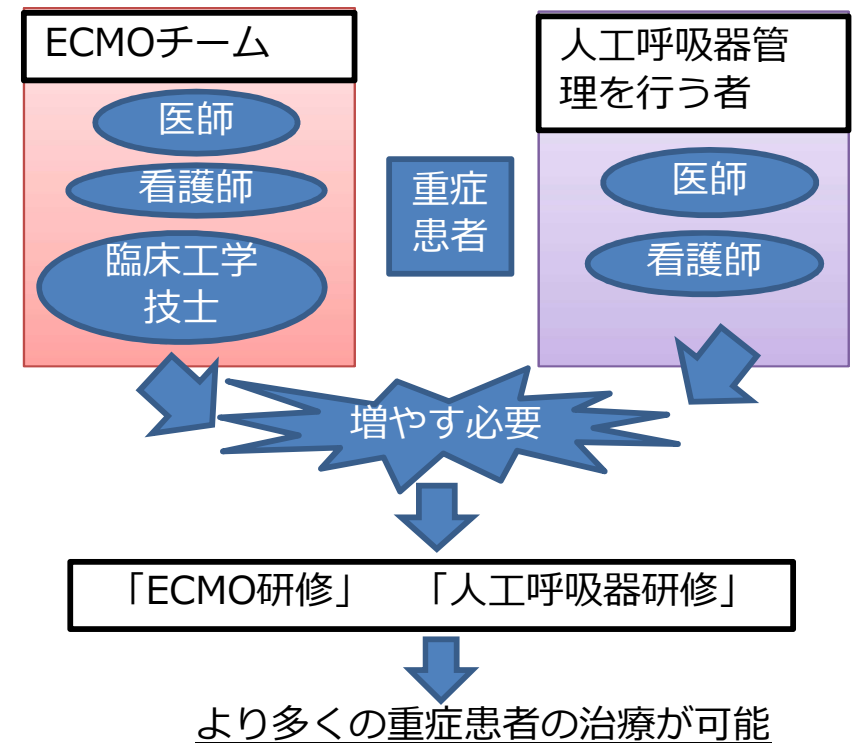 ECMOチーム
医師
看護師
臨床工学
技士
重症
患者
人工呼吸器管
理を行う者
医師
看護師
増やす必要
「ECMO研修」 「人工呼吸器研修」
より多くの重症患者の治療が可能